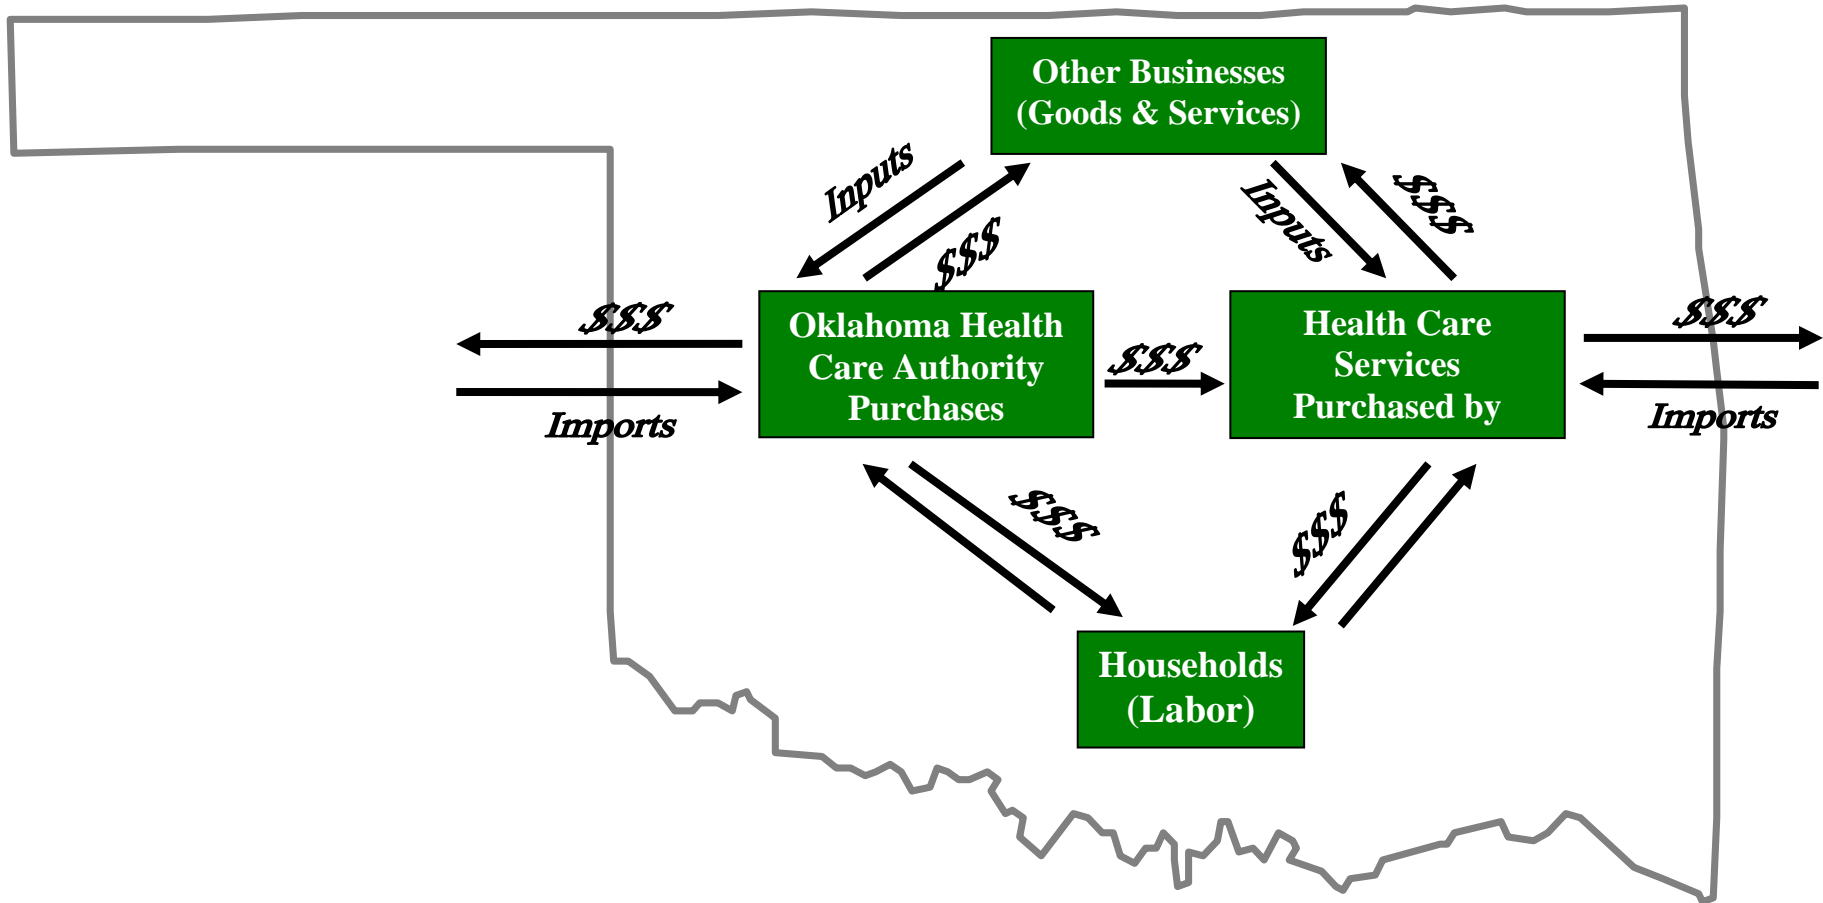 Other Businesses
(Goods & Services)
Inputs
$$$
Inputs
$$$
$$$
Oklahoma Health
Care Authority
Purchases
$$$
Health Care
Services
Purchased by
$$$
Imports
Imports
$$$
$$$
Households
(Labor)